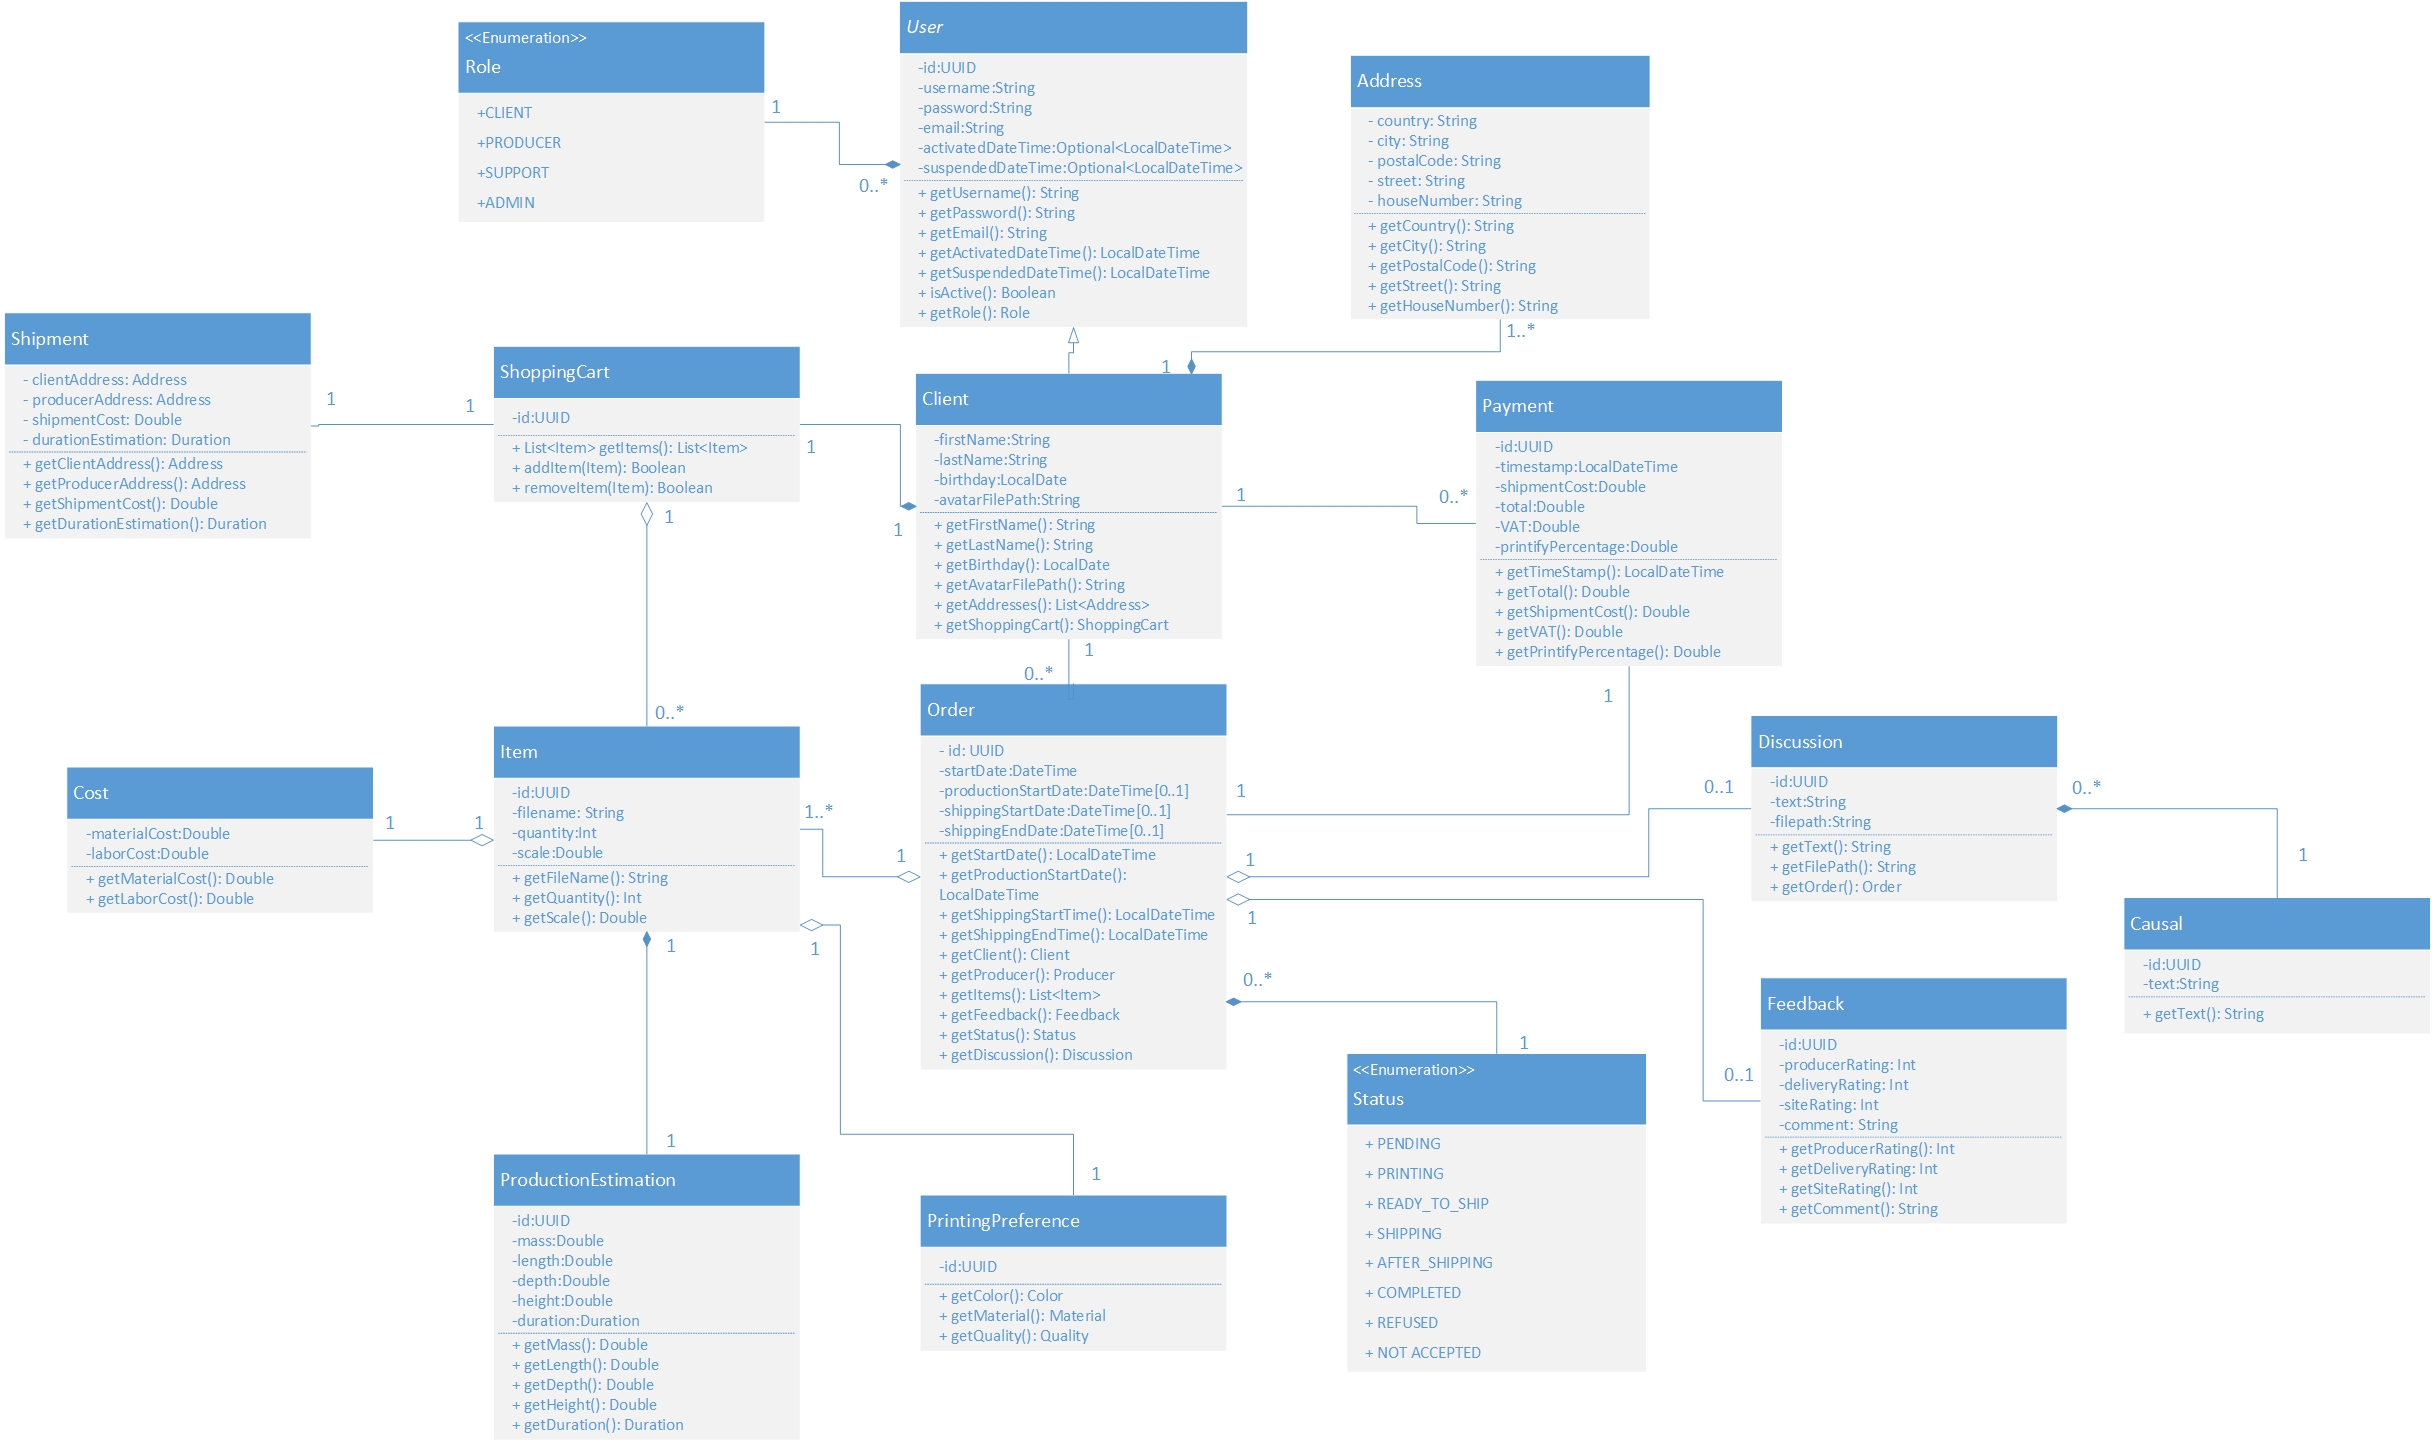 <<Enumeration>>
Role
+CLIENT
+PRODUCER
+SUPPORT
+ADMIN
1
0..*
User
-id:UUID
-username:String
-password:String
-email:String
-activatedDateTime:Optional<LocalDateTime>
-suspendedDateTime:Optional<LocalDateTime>
+ getUsername(): String
+ getPassword(): String
+ getEmail(): String
+ getActivatedDateTime(): LocalDateTime
+ getSuspendedDateTime(): LocalDateTime
+ isActive(): Boolean
+ getRole(): Role
Address
- country: String
- city: String
- postalCode: String
- street: String
- houseNumber: String
+ getCountry(): String
+ getCity(): String
+ getPostalCode(): String
+ getStreet(): String
+ getHouseNumber(): String
1..*
1
Shipment
- clientAddress: Address
- producerAddress: Address
- shipmentCost: Double
- durationEstimation: Duration
+ getClientAddress(): Address
+ getProducerAddress(): Address
+ getShipmentCost(): Double
+ getDurationEstimation(): Duration
1
1
ShoppingCart
-id:UUID
+ List<Item> getItems(): List<Item>
+ addItem(Item): Boolean
+ removeItem(Item): Boolean
1
1
1
0..*
Client
-firstName:String
-lastName:String
-birthday:LocalDate
-avatarFilePath:String
+ getFirstName(): String
+ getLastName(): String
+ getBirthday(): LocalDate
+ getAvatarFilePath(): String
+ getAddresses(): List<Address>
+ getShoppingCart(): ShoppingCart
1
0..*
1
0..*
Payment
-id:UUID
-timestamp:LocalDateTime
-shipmentCost:Double
-total:Double
-VAT:Double
-printifyPercentage:Double
+ getTimeStamp(): LocalDateTime
+ getTotal(): Double
+ getShipmentCost(): Double
+ getVAT(): Double
+ getPrintifyPercentage(): Double
1
1
Cost
-materialCost:Double
-laborCost:Double
+ getMaterialCost(): Double
+ getLaborCost(): Double
1
1
Item
-id:UUID
-filename: String
-quantity:Int
-scale:Double
+ getFileName(): String
+ getQuantity(): Int
+ getScale(): Double
1..*
1
1
1
1
1
Order
- id: UUID
-startDate:DateTime
-productionStartDate:DateTime[0..1]
-shippingStartDate:DateTime[0..1]
-shippingEndDate:DateTime[0..1]
+ getStartDate(): LocalDateTime
+ getProductionStartDate():
LocalDateTime
+ getShippingStartTime(): LocalDateTime
+ getShippingEndTime(): LocalDateTime
+ getClient(): Client
+ getProducer(): Producer
+ getItems(): List<Item>
+ getFeedback(): Feedback
+ getStatus(): Status
+ getDiscussion(): Discussion
1
0..1
1
0..1
0..*
1
Discussion
-id:UUID
-text:String
-filepath:String
+ getText(): String
+ getFilePath(): String
+ getOrder(): Order
0..*
1
Causal
-id:UUID
-text:String
+ getText(): String
Feedback
-id:UUID
-producerRating: Int
-deliveryRating: Int
-siteRating: Int
-comment: String
+ getProducerRating(): Int
+ getDeliveryRating: Int
+ getSiteRating(): Int
+ getComment(): String
<<Enumeration>>
Status
+ PENDING
+ PRINTING
+ READY_TO_SHIP
+ SHIPPING
+ AFTER_SHIPPING
+ COMPLETED
+ REFUSED
+ NOT ACCEPTED
ProductionEstimation
-id:UUID
-mass:Double
-length:Double
-depth:Double
-height:Double
-duration:Duration
+ getMass(): Double
+ getLength(): Double
+ getDepth(): Double
+ getHeight(): Double
+ getDuration(): Duration
PrintingPreference
-id:UUID
+ getColor(): Color
+ getMaterial(): Material
+ getQuality(): Quality